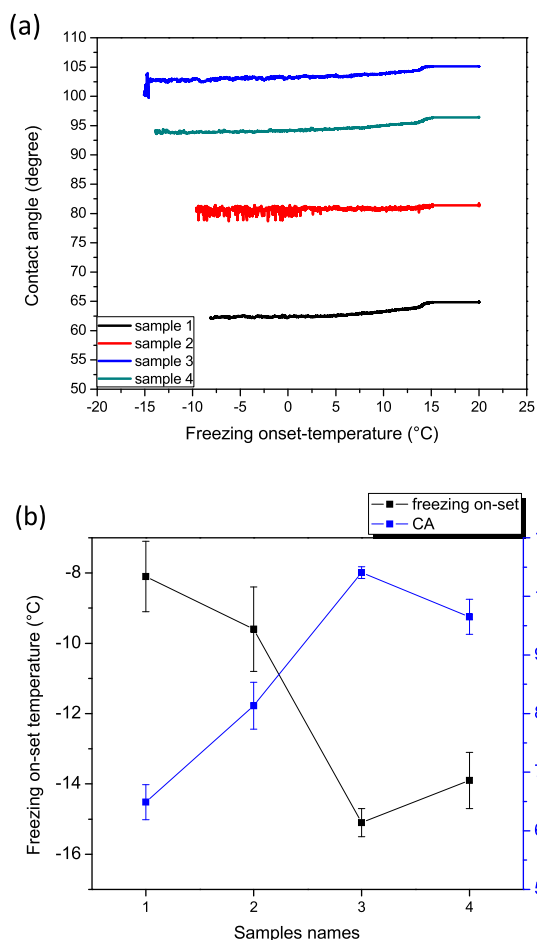 (a)
110
105
100
95
90
85
80
75
70
65
60
55
50
Contact angle (degree)
sample 1
sample 2
sample 3
sample 4
-20 -15 -10 -5 0 5 10 15 20 25
Freezing onset-temperature (°C)
(b)
freezing on-set
CA
-8
-10
-12
-14
-16
Freezing on-set temperature (°C)
1 2 3 4
Samples names